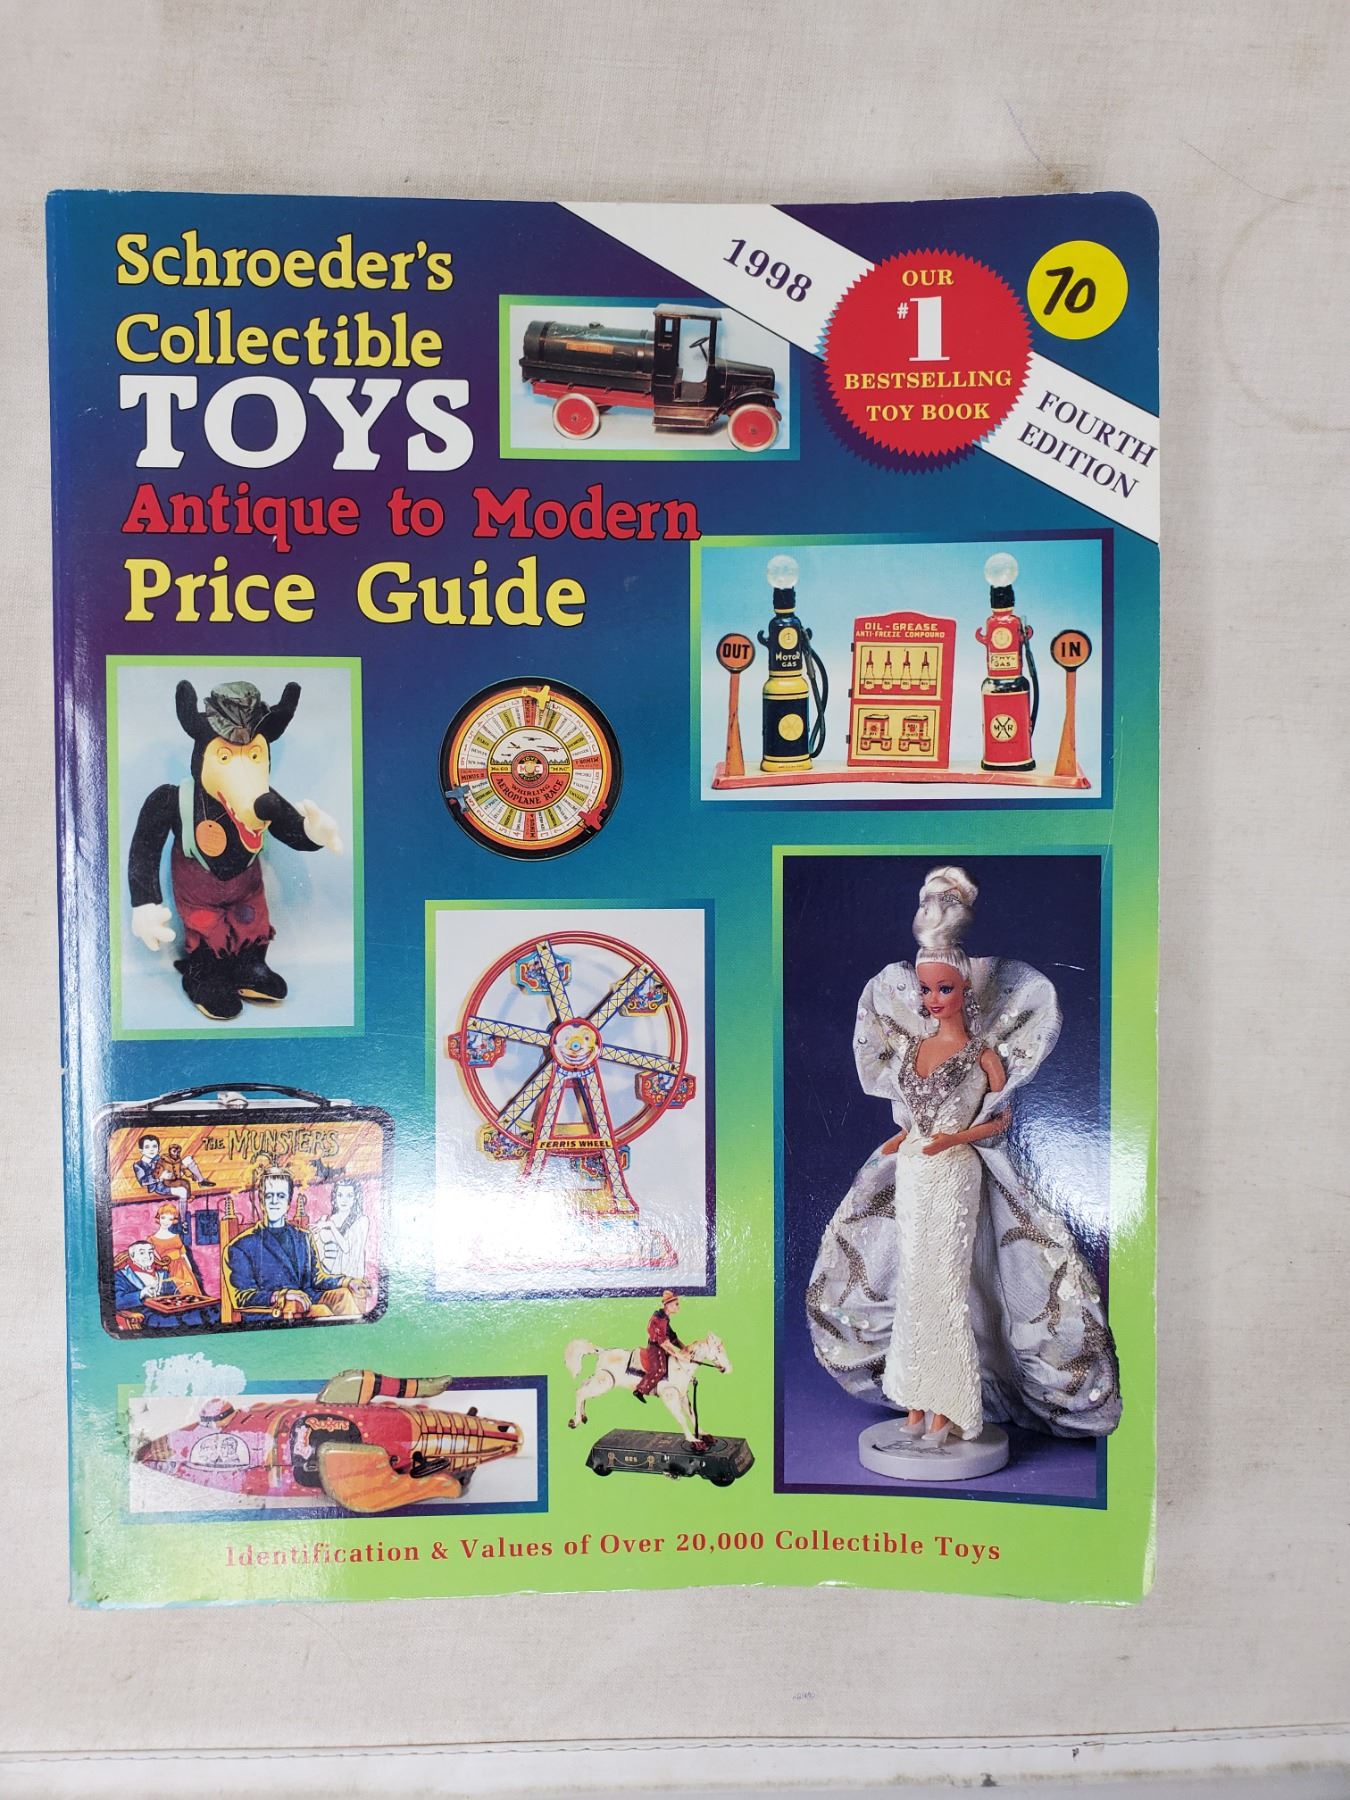 Schroeder's
Collectible
TOYS
Antique to Modern
Price Guide
1998
OUR
#1
BESTSELLING
TOY BOOK
70
FOURTH
EDITION
OUT
MOTOR
GAS
OIL - GREASE
ANTI-FREEZE COMPOUND
GAS
IN
WHIRLING
AEROPLANE RACE
THE MUNSTERS
FERRIS WHEEL
Identification & Values of Over 20,000 Collectible Toys